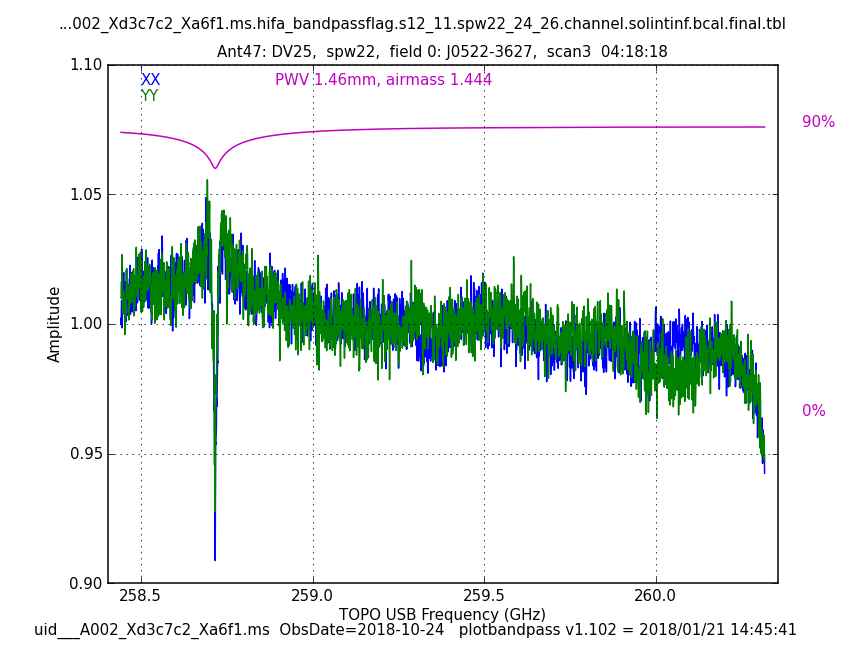 ...002_Xd3c7c2_Xa6f1.ms.hifa_bandpassflag.s12_11.spw22_24_26.channel.solintinf.bcal.final.tbl
Ant47: DV25,  spw22,  field 0: J0522-3627,  scan3  04:18:18
1.10
XX
PWV 1.46mm, airmass 1.444
YY
90%
1.05
1.00
Amplitude
0%
0.95
0.90
258.5
259.0
259.5
260.0
TOPO USB Frequency (GHz)
uid___A002_Xd3c7c2_Xa6f1.ms  ObsDate=2018-10-24   plotbandpass v1.102 = 2018/01/21 14:45:41